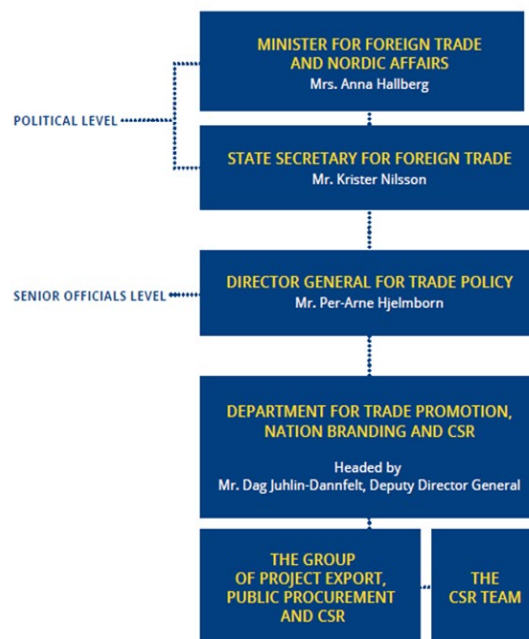 MINISTER FOR FOREIGN TRADE
AND NORDIC AFFAIRS
Mrs. Anna Hallberg
POLITICAL LEVEL
STATE SECRETARY FOR FOREIGN TRADE
Mr. Krister Nilsson
DIRECTOR GENERAL FOR TRADE POLICY
Mr. Per-Arne Hjelmborn
SENIOR OFFICIALS LEVEL
DEPARTMENT FOR TRADE PROMOTION,
NATION BRANDING AND CSR
Headed by
Mr. Dag Juhlin-Dannfelt, Deputy Director General
THE GROUP
OF PROJECT EXPORT,
PUBLIC PROCUREMENT
AND CSR
THE
CSR TEAM